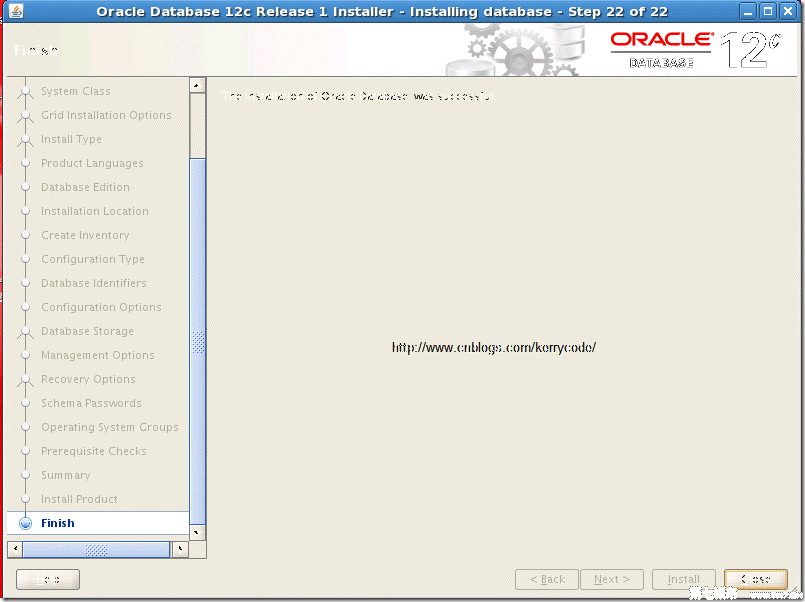 Oracle Database 12c Release 1 Installer - Installing database - Step 22 of 22
Finish
ORACLE
DATABASE
12c
System Class
Grid Installation Options
Install Type
Product Languages
Database Edition
Installation Location
Create Inventory
Configuration Type
Database Identifiers
Configuration Options
Database Storage
Management Options
Recovery Options
Schema Passwords
Operating System Groups
Prerequisite Checks
Summary
Install Product
Finish
The installation of Oracle Database was successful.
http://www.cnblogs.com/kerrycode/
Help
< Back
Next >
Install
Close